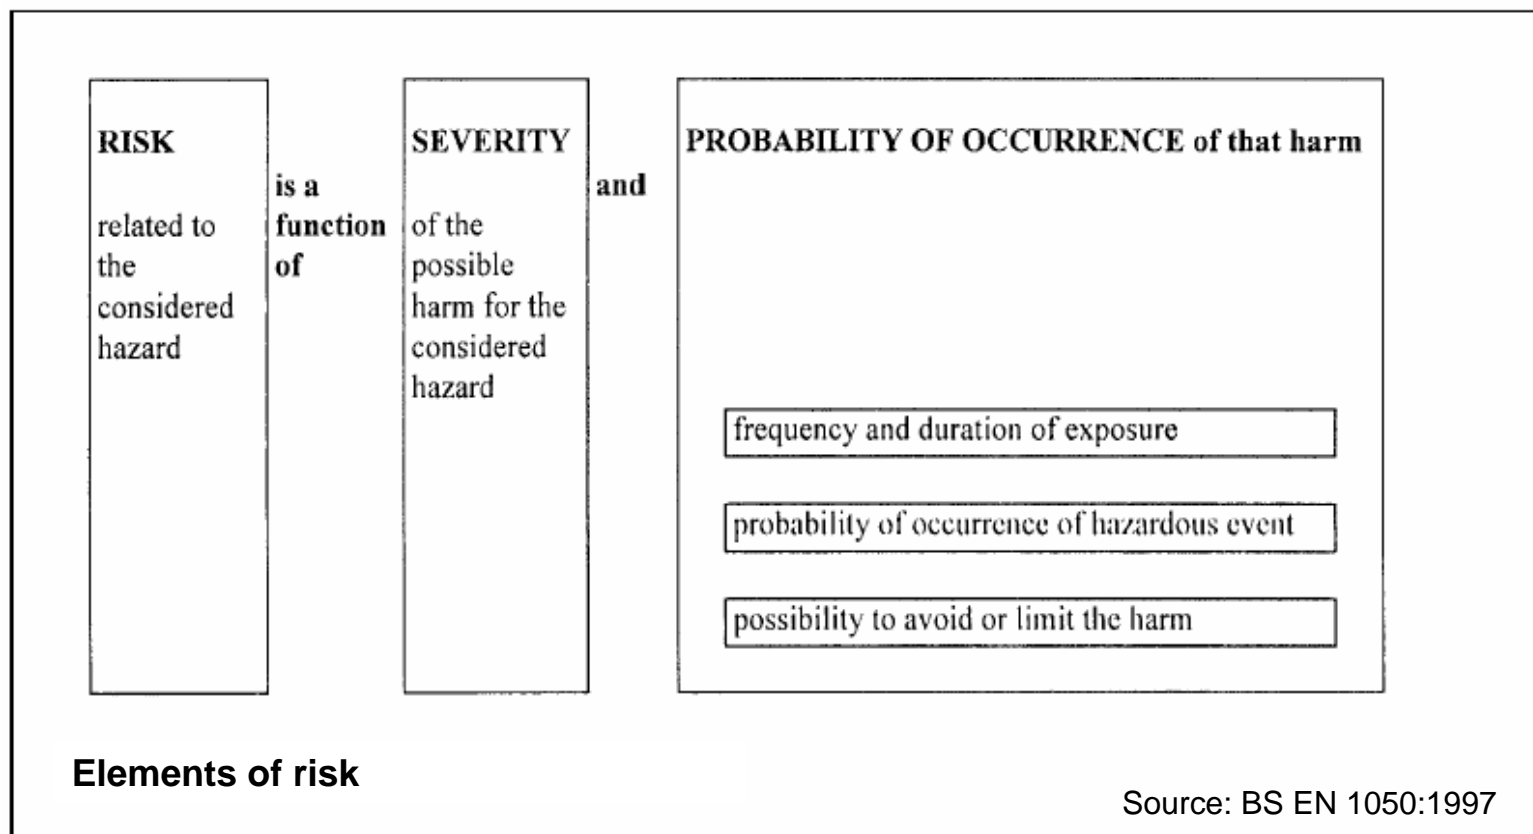 RISK
related to
the
considered
hazard
is a
function
of
SEVERITY
of the
possible
harm for the
considered
hazard
and
PROBABILITY OF OCCURRENCE of that harm
frequency and duration of exposure
probability of occurrence of hazardous event
possibility to avoid or limit the harm
Elements of risk
Source: BS EN 1050:1997